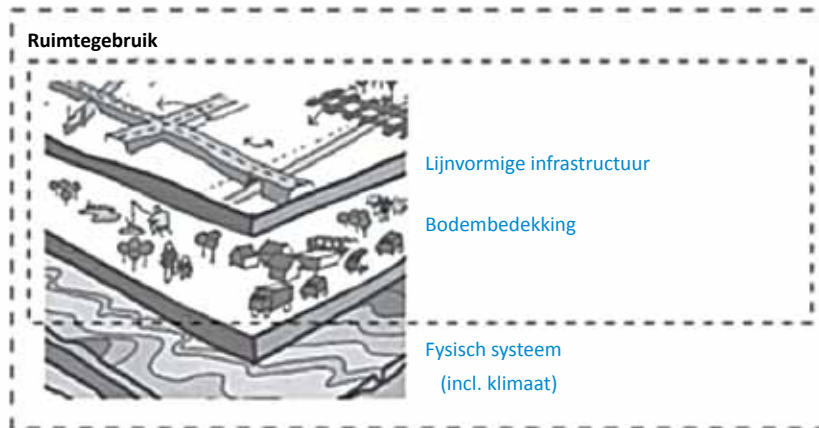 Ruimtegebruik
Lijnvormige infrastructuur
Bodembedekking
Fysisch systeem
(incl. klimaat)